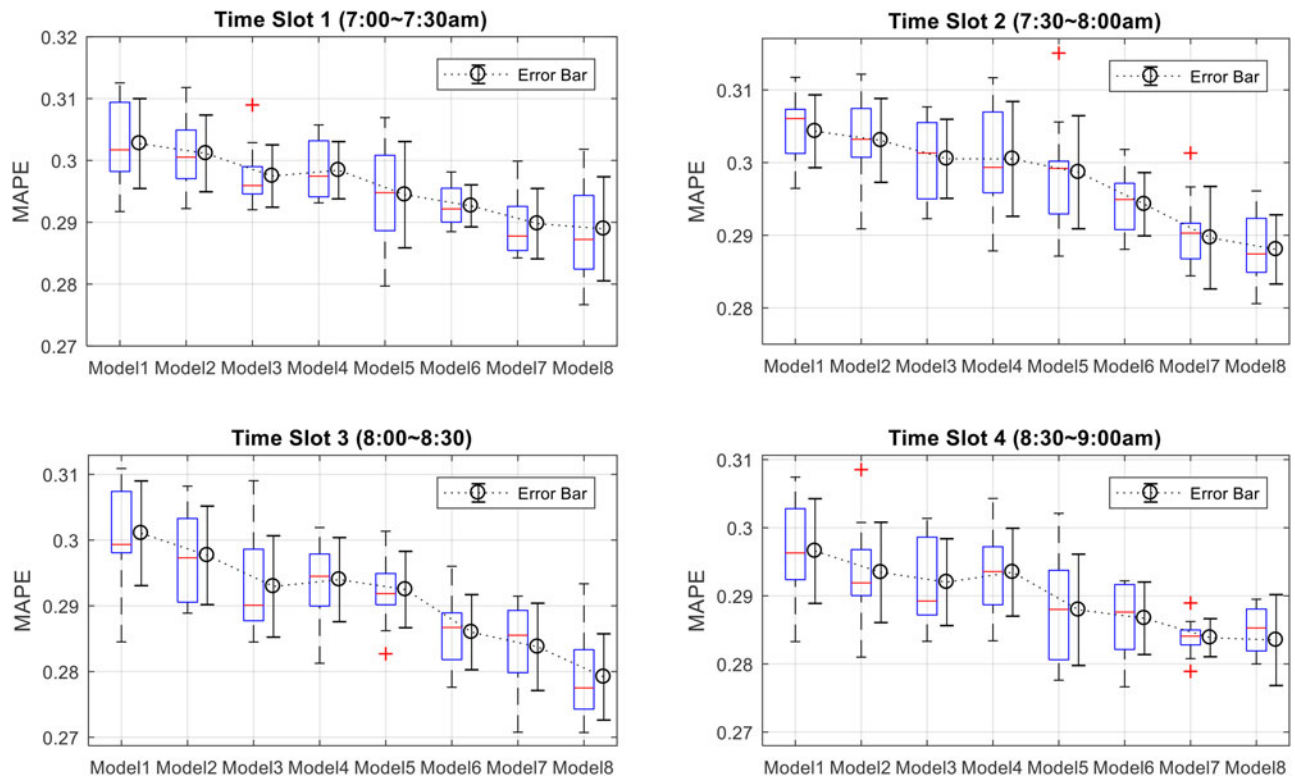 Time Slot 1 (7:00~7:30am)
MAPE
0.32
0.31
0.3
0.29
0.28
0.27
Error Bar
Model1 Model2 Model3 Model4 Model5 Model6 Model7 Model8
Time Slot 2 (7:30~8:00am)
MAPE
0.31
0.30
0.29
0.28
Error Bar
Model1 Model2 Model3 Model4 Model5 Model6 Model7 Model8
Time Slot 3 (8:00~8:30)
MAPE
0.31
0.3
0.29
0.28
0.27
Error Bar
Model1 Model2 Model3 Model4 Model5 Model6 Model7 Model8
Time Slot 4 (8:30~9:00am)
MAPE
0.31
0.3
0.29
0.28
0.27
Error Bar
Model1 Model2 Model3 Model4 Model5 Model6 Model7 Model8